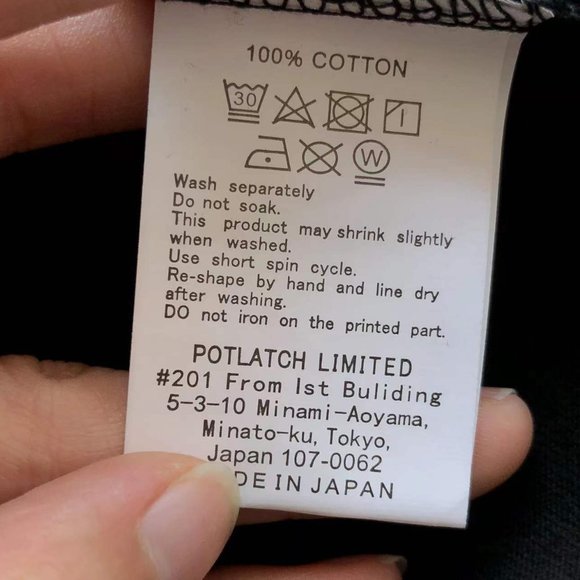 100% COTTON
30
W
Wash separately
Do not soak.
This product may shrink slightly
when washed.
Use short spin cycle.
Re-shape by hand and line dry
after washing.
DO not iron on the printed part.
POTLATCH LIMITED
#201 From Ist Buliding
5-3-10 Minami-Aoyama,
Minato-ku, Tokyo,
Japan 107-0062
DE IN JAPAN